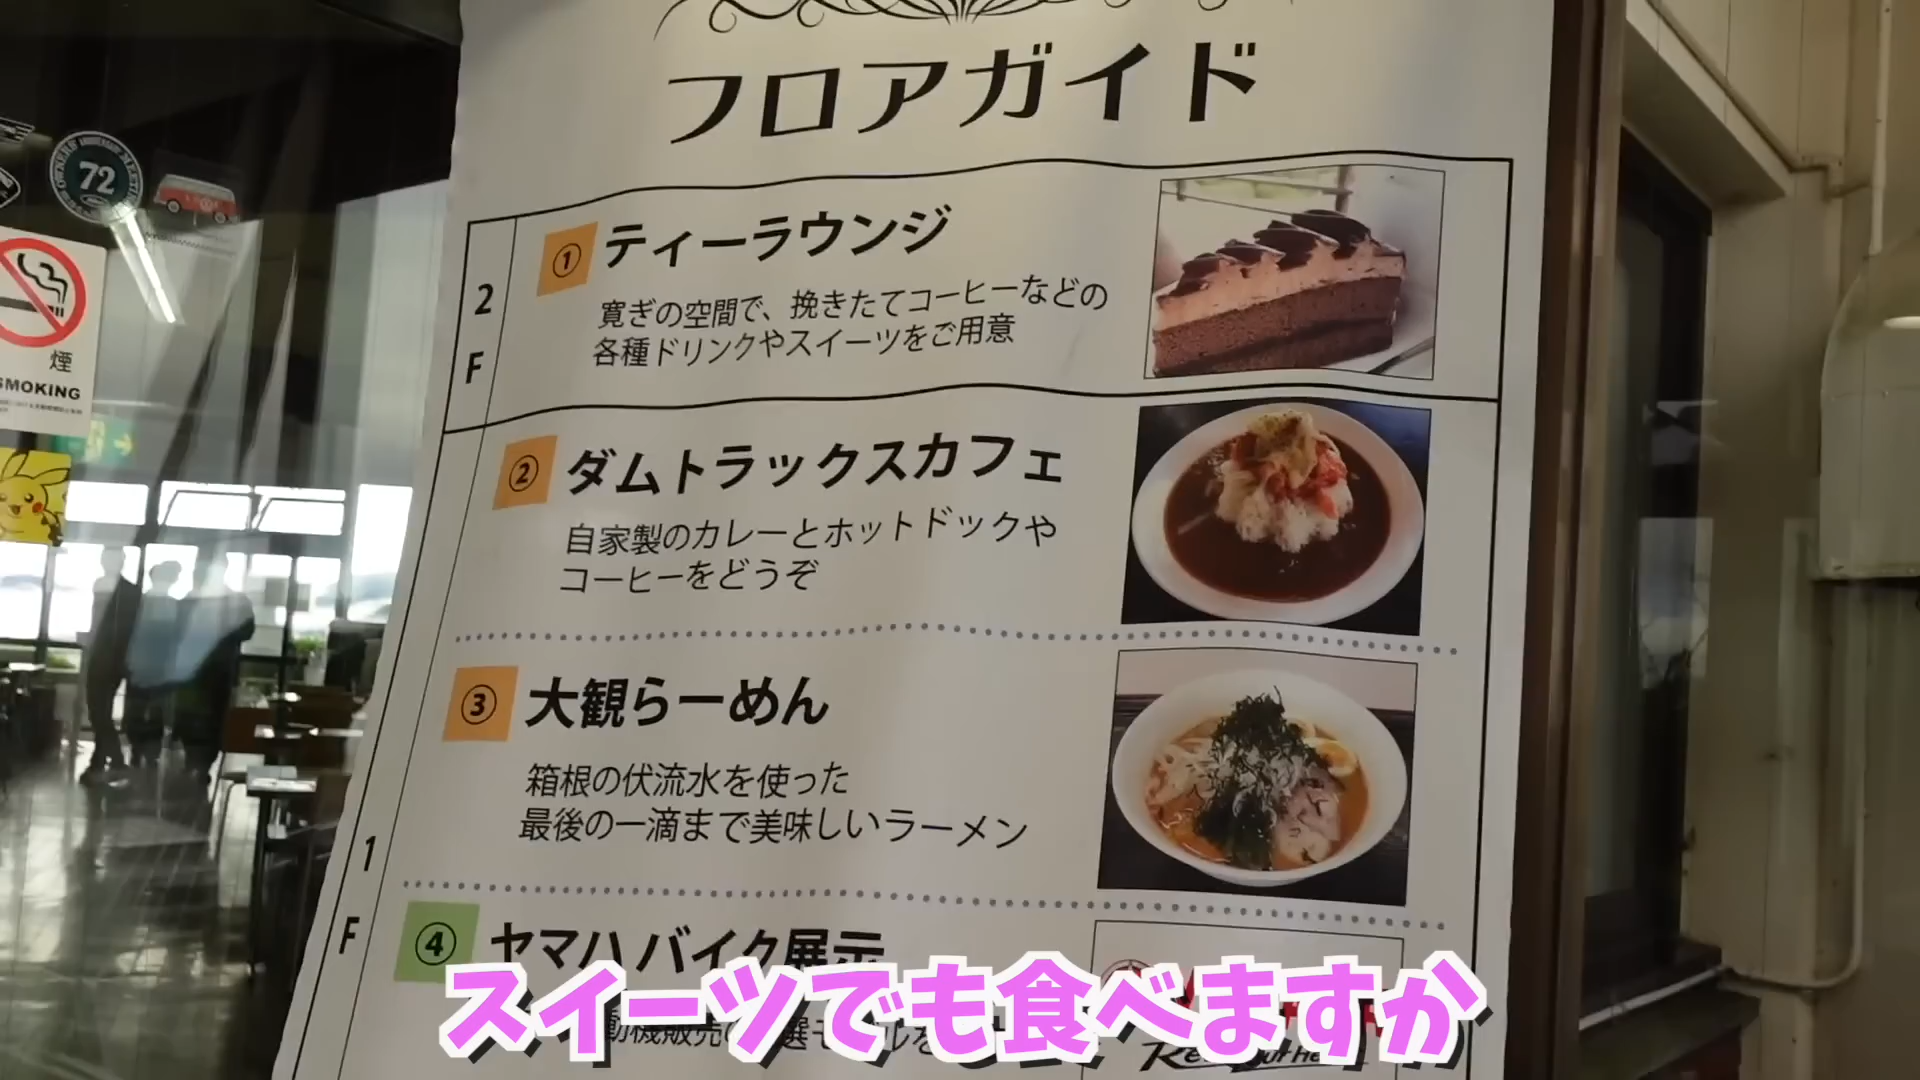 フロアガイド
2F
① ティーラウンジ
寛ぎの空間で、挽きたてコーヒーなどの
各種ドリンクやスイーツをご用意
② ダムトラックスカフェ
自家製のカレーとホットドックや
コーヒーをどうぞ
1F
③ 大観らーめん
箱根の伏流水を使った
最後の一滴まで美味しいラーメン
④ ヤマハ バイク展示
スイーツでも食べますか
72
煙
SMOKING